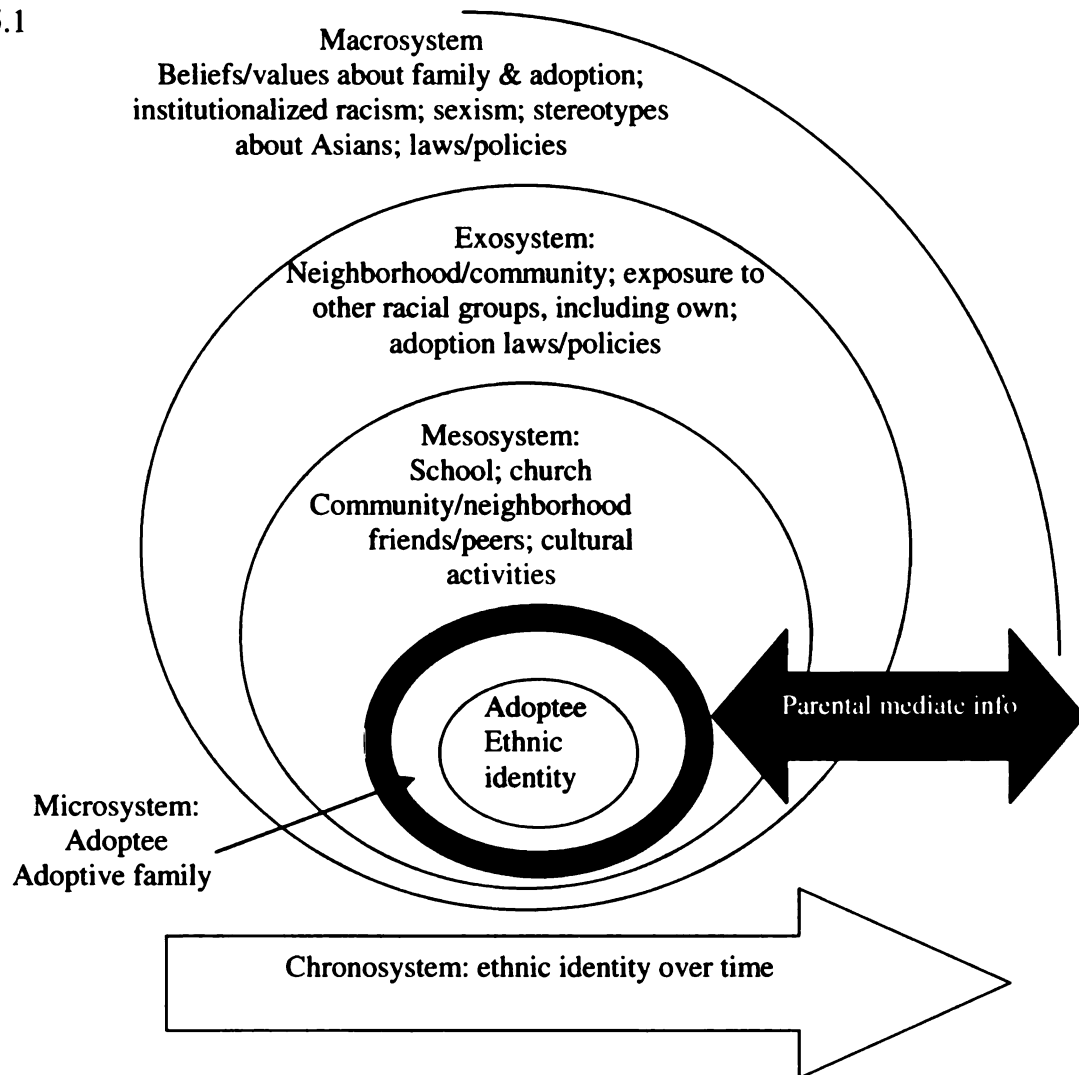 Macrosystem
Beliefs/values about family & adoption;
institutionalized racism; sexism; stereotypes
about Asians; laws/policies
Exosystem:
Neighborhood/community; exposure to
other racial groups, including own;
adoption laws/policies
Mesosystem:
School; church
Community/neighborhood
friends/peers; cultural
activities
Adoptee
Ethnic
identity
Parental mediate info
Microsystem:
Adoptee
Adoptive family
Chronosystem: ethnic identity over time